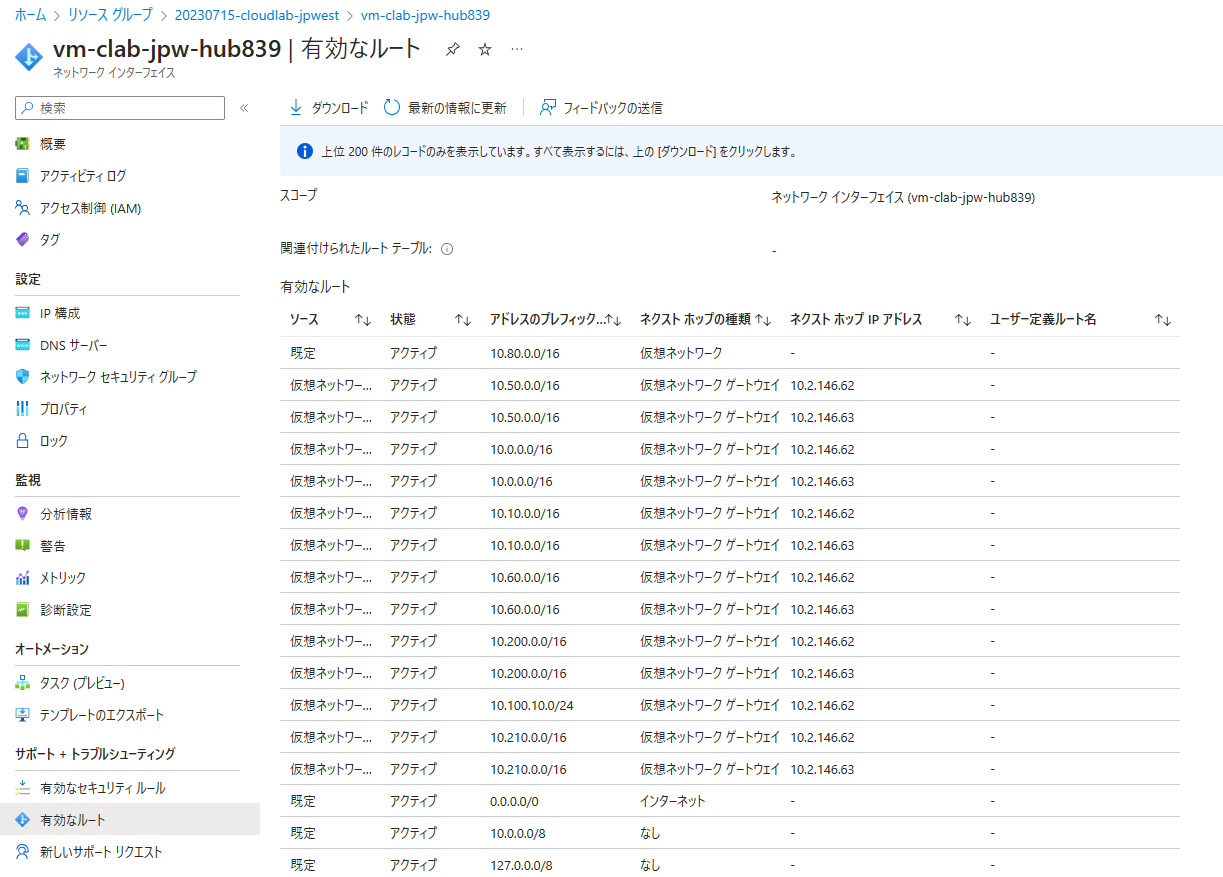 ホーム > リソース グループ > 20230715-cloudlab-jpwest > vm-clab-jpw-hub839
vm-clab-jpw-hub839 | 有効なルート
ネットワーク インターフェイス
検索
概要
アクティビティ ログ
アクセス制御 (IAM)
タグ
設定
IP 構成
DNS サーバー
ネットワーク セキュリティ グループ
プロパティ
ロック
監視
分析情報
警告
メトリック
診断設定
オートメーション
タスク (プレビュー)
テンプレートのエクスポート
サポート + トラブルシューティング
有効なセキュリティ ルール
有効なルート
新しいサポート リクエスト
ダウンロード 最新の情報に更新 フィードバックの送信
上位 200 件のレコードのみを表示しています。すべて表示するには、上の [ダウンロード] をクリックします。
スコープ ネットワーク インターフェイス (vm-clab-jpw-hub839)
関連付けられたルート テーブル: -
有効なルート
ソース 状態 アドレスのプレフィック... ネクスト ホップの種類 ネクスト ホップ IP アドレス ユーザー定義ルート名
既定 アクティブ 10.80.0.0/16 仮想ネットワーク - -
仮想ネットワー... アクティブ 10.50.0.0/16 仮想ネットワーク ゲートウェイ 10.2.146.62 -
仮想ネットワー... アクティブ 10.50.0.0/16 仮想ネットワーク ゲートウェイ 10.2.146.63 -
仮想ネットワー... アクティブ 10.0.0.0/16 仮想ネットワーク ゲートウェイ 10.2.146.62 -
仮想ネットワー... アクティブ 10.0.0.0/16 仮想ネットワーク ゲートウェイ 10.2.146.63 -
仮想ネットワー... アクティブ 10.10.0.0/16 仮想ネットワーク ゲートウェイ 10.2.146.62 -
仮想ネットワー... アクティブ 10.10.0.0/16 仮想ネットワーク ゲートウェイ 10.2.146.63 -
仮想ネットワー... アクティブ 10.60.0.0/16 仮想ネットワーク ゲートウェイ 10.2.146.62 -
仮想ネットワー... アクティブ 10.60.0.0/16 仮想ネットワーク ゲートウェイ 10.2.146.63 -
仮想ネットワー... アクティブ 10.200.0.0/16 仮想ネットワーク ゲートウェイ 10.2.146.62 -
仮想ネットワー... アクティブ 10.200.0.0/16 仮想ネットワーク ゲートウェイ 10.2.146.63 -
仮想ネットワー... アクティブ 10.100.10.0/24 仮想ネットワーク ゲートウェイ 10.2.146.62 -
仮想ネットワー... アクティブ 10.210.0.0/16 仮想ネットワーク ゲートウェイ 10.2.146.62 -
仮想ネットワー... アクティブ 10.210.0.0/16 仮想ネットワーク ゲートウェイ 10.2.146.63 -
既定 アクティブ 0.0.0.0/0 インターネット - -
既定 アクティブ 10.0.0.0/8 なし - -
既定 アクティブ 127.0.0.0/8 なし - -